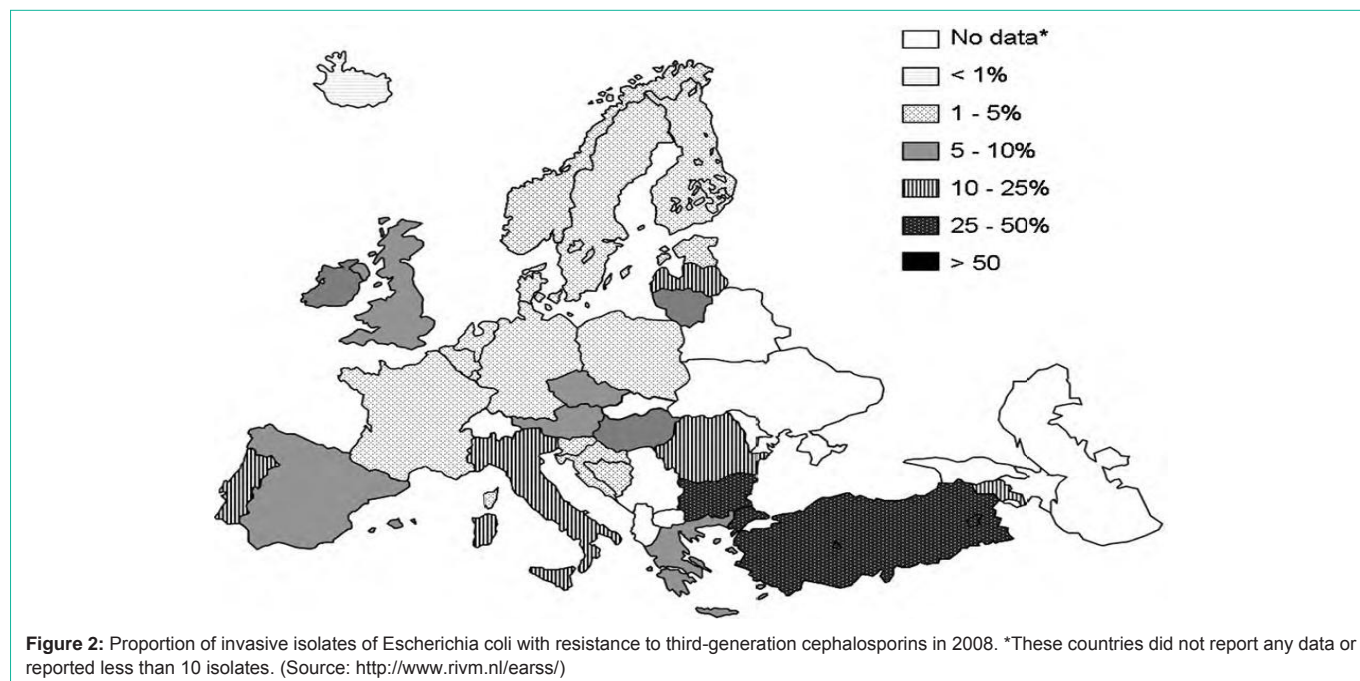 No data*
< 1%
1 - 5%
5 - 10%
10 - 25%
25 - 50%
> 50
Figure 2: Proportion of invasive isolates of Escherichia coli with resistance to third-generation cephalosporins in 2008. *These countries did not report any data or
reported less than 10 isolates. (Source: http://www.rivm.nl/earss/)